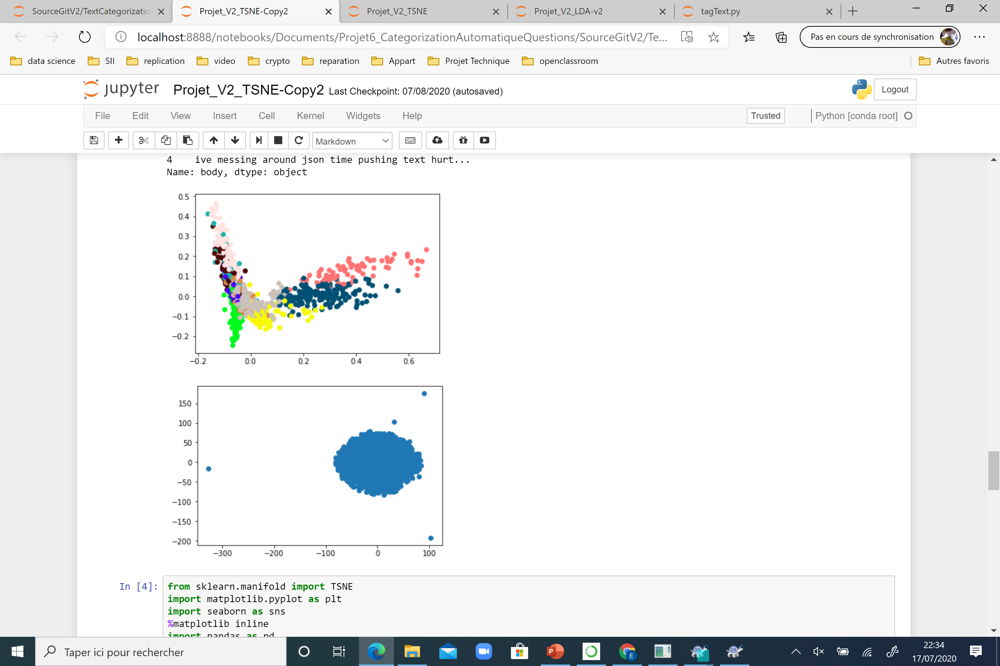 SourceGitV2/TextCategorizatio
Projet_V2_TSNE-Copy2
Projet_V2_TSNE
Projet_V2_LDA-v2
tagText.py
localhost:8888/notebooks/Documents/Projet6_CategorizationAutomatiqueQuestions/SourceGitV2/Te...
Pas en cours de synchronisation
data science SII replication video crypto reparation Appart Projet Technique openclassroom Autres favoris
jupyter Projet_V2_TSNE-Copy2 Last Checkpoint: 07/08/2020 (autosaved) Logout
File Edit View Insert Cell Kernel Widgets Help Trusted Python [conda root]
Markdown
4 ive messing around json time pushing text hurt...
Name: body, dtype: object
0.5
0.4
0.3
0.2
0.1
0.0
−0.1
−0.2
−0.2 0.0 0.2 0.4 0.6
150
100
50
0
−50
−100
−150
−200
−300 −200 −100 0 100
In [4]: from sklearn.manifold import TSNE
import matplotlib.pyplot as plt
import seaborn as sns
%matplotlib inline
import pandas as pd
Taper ici pour rechercher
22:34
17/07/2020